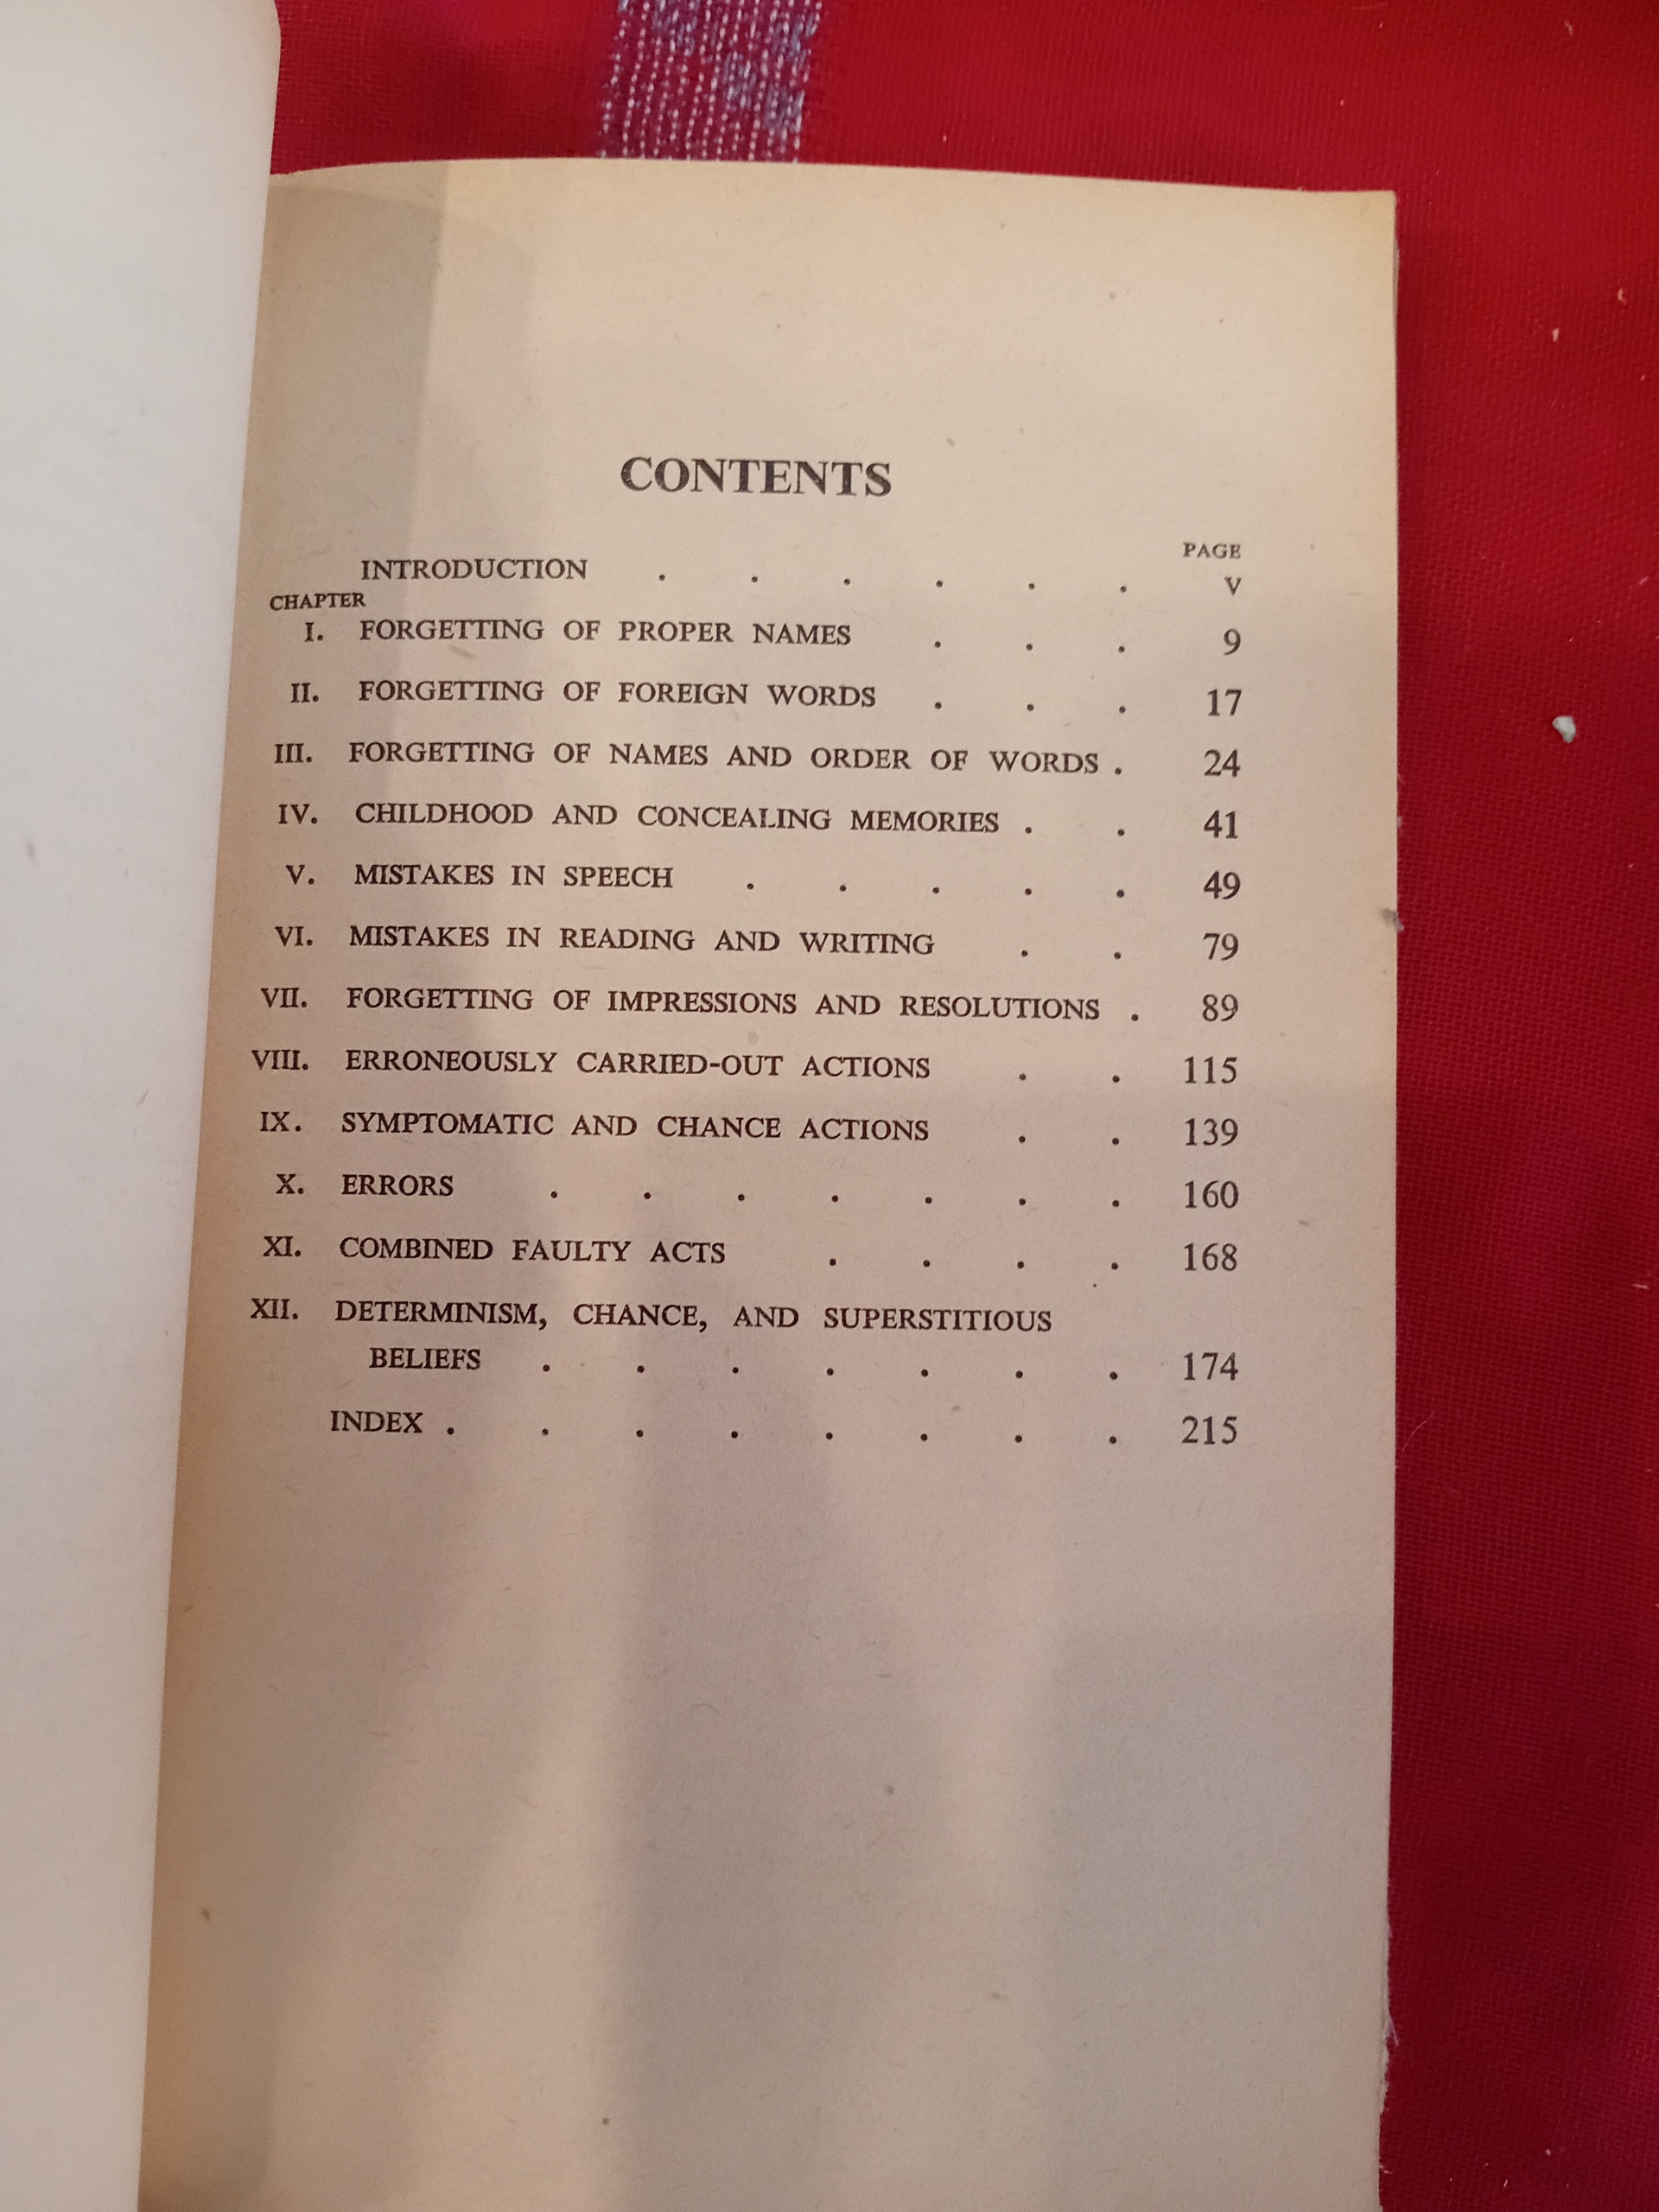 CONTENTS
PAGE
INTRODUCTION . . . . . . V
CHAPTER
I. FORGETTING OF PROPER NAMES . . . 9
II. FORGETTING OF FOREIGN WORDS . . . 17
III. FORGETTING OF NAMES AND ORDER OF WORDS . 24
IV. CHILDHOOD AND CONCEALING MEMORIES . . 41
V. MISTAKES IN SPEECH . . . . . 49
VI. MISTAKES IN READING AND WRITING . . 79
VII. FORGETTING OF IMPRESSIONS AND RESOLUTIONS . 89
VIII. ERRONEOUSLY CARRIED-OUT ACTIONS . . 115
IX. SYMPTOMATIC AND CHANCE ACTIONS . . 139
X. ERRORS . . . . . . . 160
XI. COMBINED FAULTY ACTS . . . . 168
XII. DETERMINISM, CHANCE, AND SUPERSTITIOUS
BELIEFS . . . . . . . 174
INDEX . . . . . . . . 215